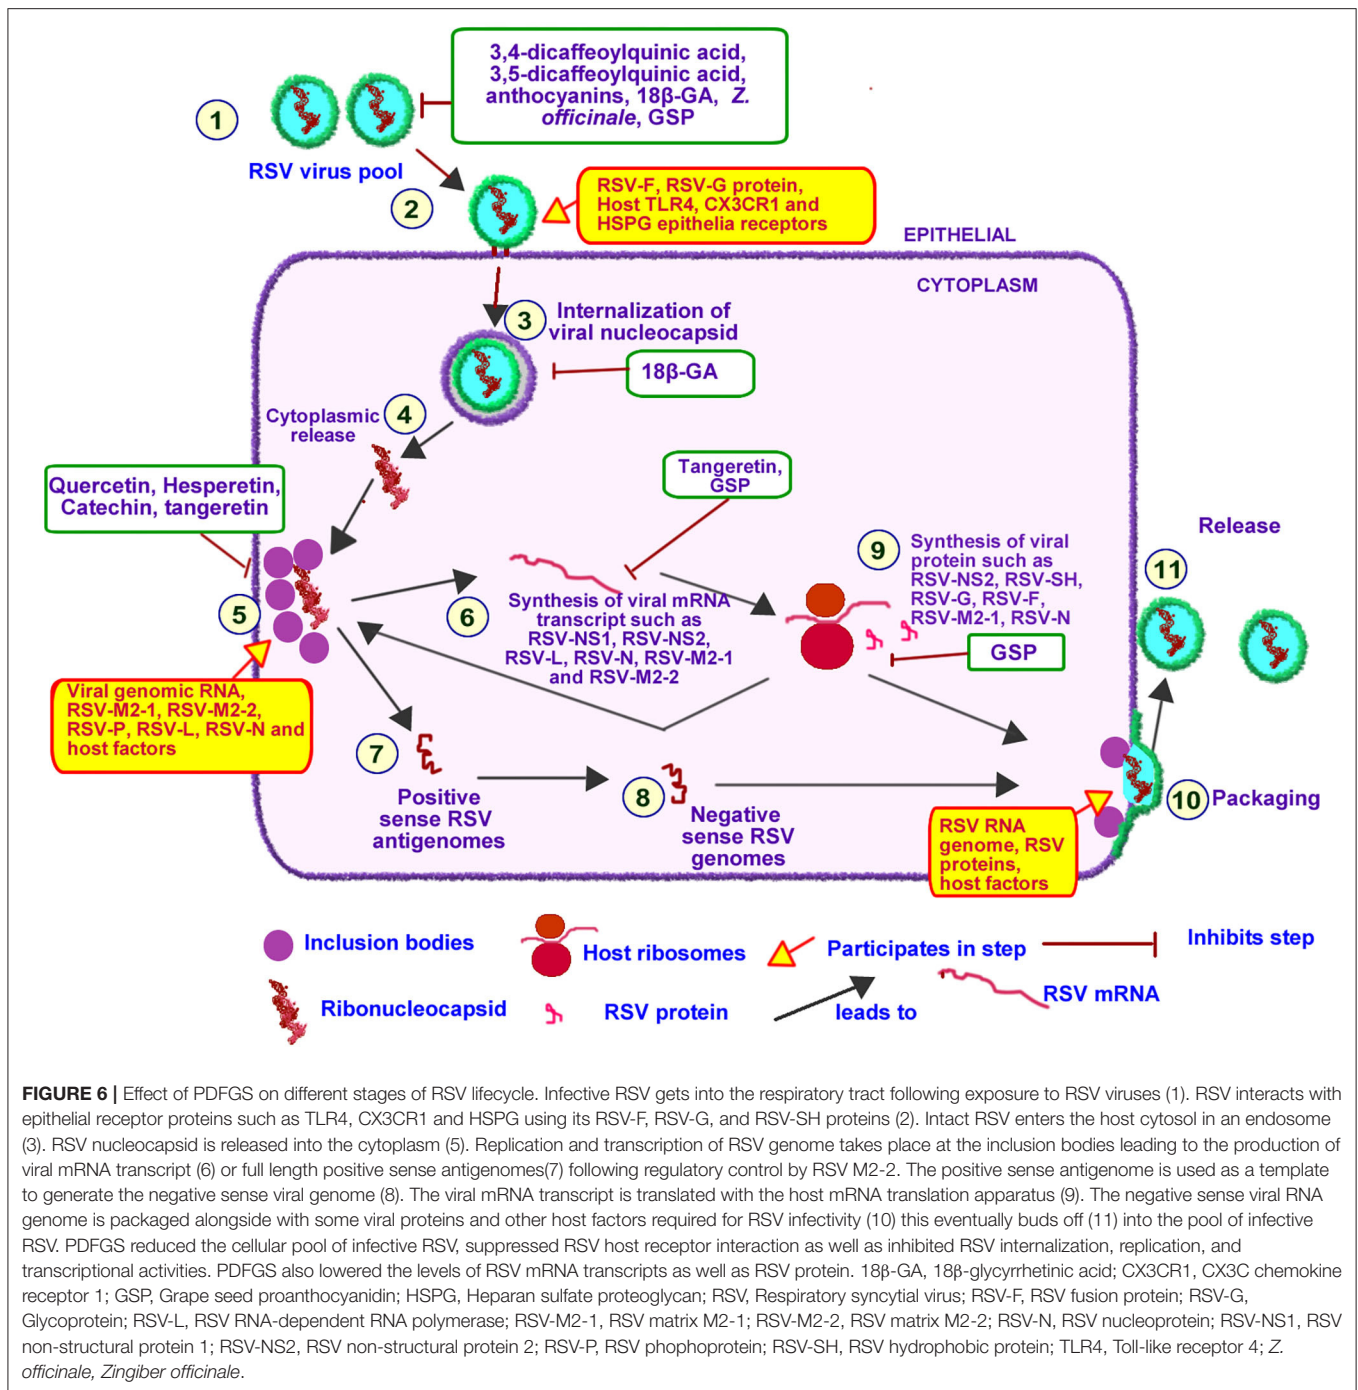 3,4-dicaffeoylquinic acid,
3,5-dicaffeoylquinic acid,
anthocyanins, 18β-GA, Z.
officinale, GSP
1
RSV virus pool
2
RSV-F, RSV-G protein,
Host TLR4, CX3CR1 and
HSPG epithelia receptors
EPITHELIAL
CYTOPLASM
3
Internalization of
viral nucleocapsid
18β-GA
4
Cytoplasmic
release
Quercetin, Hesperetin,
Catechin, tangeretin
Tangeretin,
GSP
5
6
Synthesis of viral mRNA
transcript such as
RSV-NS1, RSV-NS2,
RSV-L, RSV-N, RSV-M2-1
and RSV-M2-2
9
Synthesis of viral
protein such as
RSV-NS2, RSV-SH,
RSV-G, RSV-F,
RSV-M2-1, RSV-N
GSP
Release
11
Viral genomic RNA,
RSV-M2-1, RSV-M2-2,
RSV-P, RSV-L, RSV-N and
host factors
7
Positive
sense RSV
antigenomes
8
Negative
sense RSV
genomes
10
Packaging
RSV RNA
genome, RSV
proteins,
host factors
Inclusion bodies
Host ribosomes
Participates in step
Inhibits step
Ribonucleocapsid
RSV protein
leads to
RSV mRNA
FIGURE 6 | Effect of PDFGS on different stages of RSV lifecycle. Infective RSV gets into the respiratory tract following exposure to RSV viruses (1). RSV interacts with
epithelial receptor proteins such as TLR4, CX3CR1 and HSPG using its RSV-F, RSV-G, and RSV-SH proteins (2). Intact RSV enters the host cytosol in an endosome
(3). RSV nucleocapsid is released into the cytoplasm (5). Replication and transcription of RSV genome takes place at the inclusion bodies leading to the production of
viral mRNA transcript (6) or full length positive sense antigenomes(7) following regulatory control by RSV M2-2. The positive sense antigenome is used as a template
to generate the negative sense viral genome (8). The viral mRNA transcript is translated with the host mRNA translation apparatus (9). The negative sense viral RNA
genome is packaged alongside with some viral proteins and other host factors required for RSV infectivity (10) this eventually buds off (11) into the pool of infective
RSV. PDFGS reduced the cellular pool of infective RSV, suppressed RSV host receptor interaction as well as inhibited RSV internalization, replication, and
transcriptional activities. PDFGS also lowered the levels of RSV mRNA transcripts as well as RSV protein. 18β-GA, 18β-glycyrrhetinic acid; CX3CR1, CX3C chemokine
receptor 1; GSP, Grape seed proanthocyanidin; HSPG, Heparan sulfate proteoglycan; RSV, Respiratory syncytial virus; RSV-F, RSV fusion protein; RSV-G,
Glycoprotein; RSV-L, RSV RNA-dependent RNA polymerase; RSV-M2-1, RSV matrix M2-1; RSV-M2-2, RSV matrix M2-2; RSV-N, RSV nucleoprotein; RSV-NS1, RSV
non-structural protein 1; RSV-NS2, RSV non-structural protein 2; RSV-P, RSV phophoprotein; RSV-SH, RSV hydrophobic protein; TLR4, Toll-like receptor 4; Z.
officinale, Zingiber officinale.